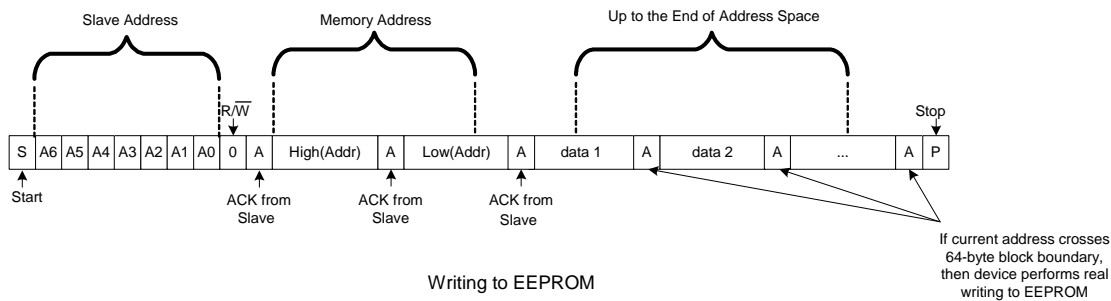 Slave Address
Memory Address
Up to the End of Address Space
R/W
Stop
S A6 A5 A4 A3 A2 A1 A0 0 A High(Addr) A Low(Addr) A data 1 A data 2 A ... A P
Start
ACK from
Slave
ACK from
Slave
ACK from
Slave
If current address crosses
64-byte block boundary,
then device performs real
writing to EEPROM
Writing to EEPROM